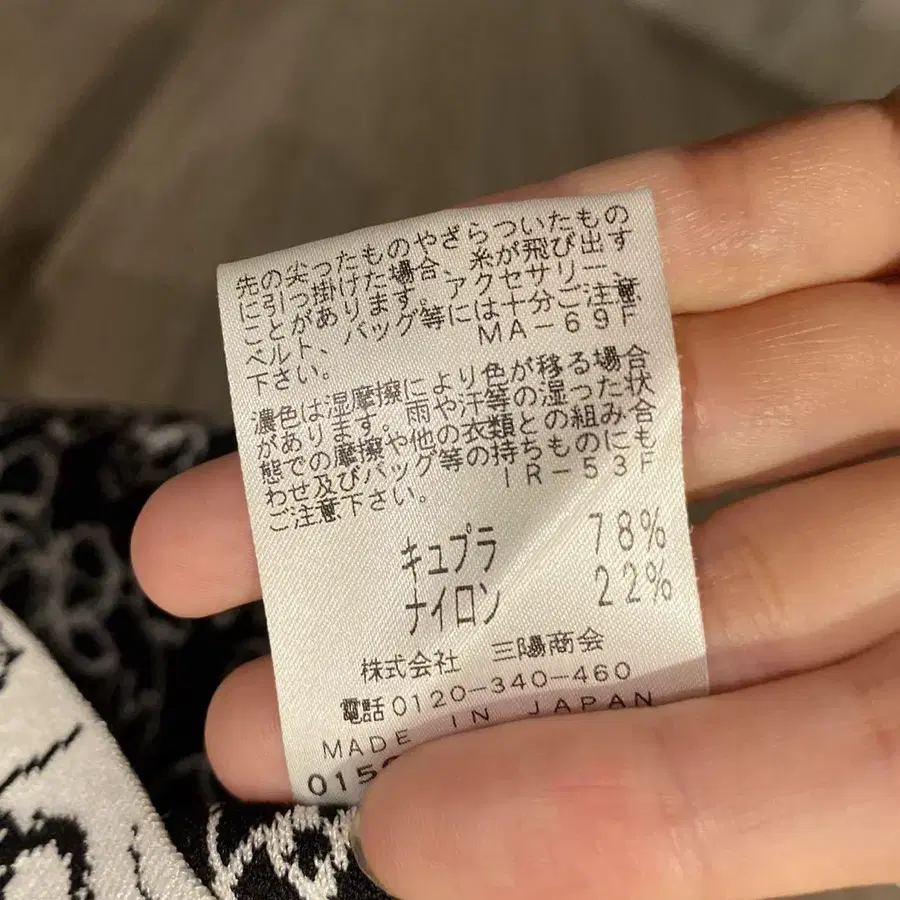 先の尖ったものやざらついたもの
に引っ掛けた場合、糸が飛び出す
ことがあります。アクセサリー、
ベルト、バッグ等には十分ご注意
下さい。 MA-69F
濃色は湿摩擦により色が移る場合
があります。雨や汗等の湿った状
態での摩擦や他の衣類との組み合
わせ及びバッグ等の持ちものにも
ご注意下さい。 IR-53F
キュプラ 78%
ナイロン 22%
株式会社 三陽商会
電話0120-340-460
MADE IN JAPAN